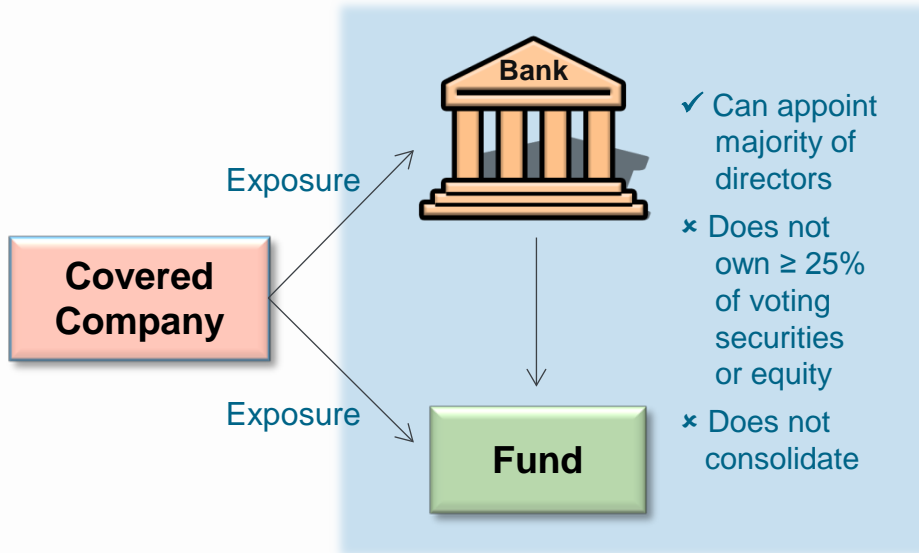 Bank
✓ Can appoint
majority of
directors
Exposure
× Does not
own ≥ 25%
of voting
securities
or equity
Covered
Company
Exposure
Fund
× Does not
consolidate